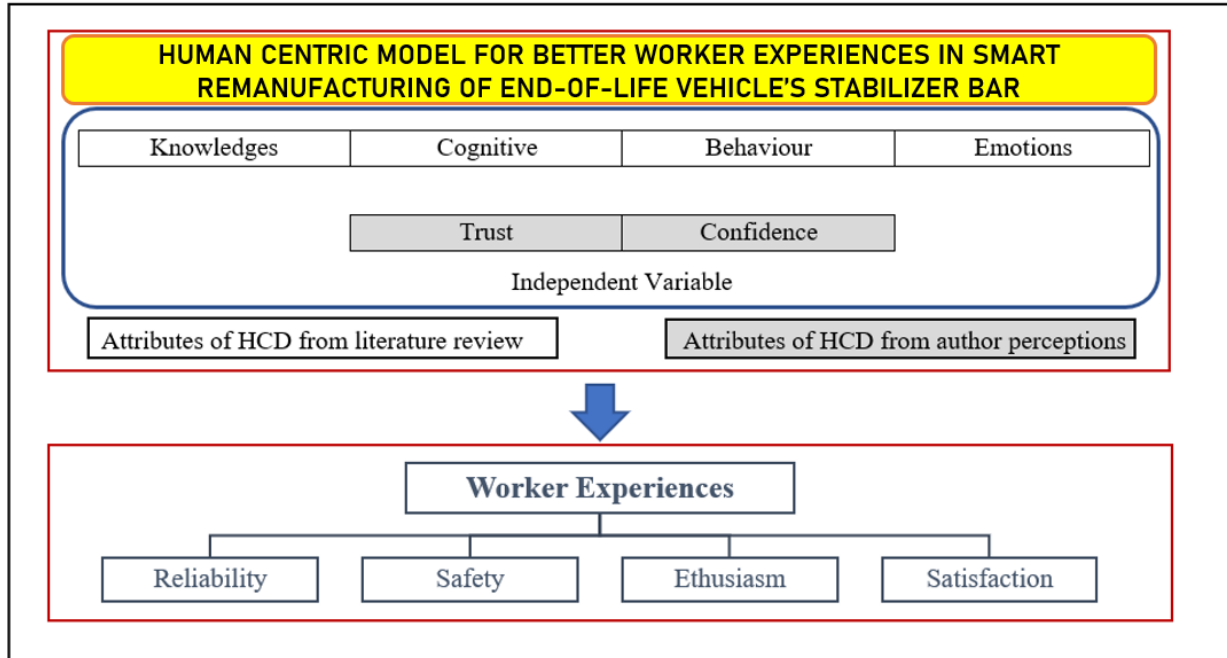 HUMAN CENTRIC MODEL FOR BETTER WORKER EXPERIENCES IN SMART
REMANUFACTURING OF END-OF-LIFE VEHICLE'S STABILIZER BAR
Knowledges Cognitive Behaviour Emotions
Trust Confidence
Independent Variable
Attributes of HCD from literature review Attributes of HCD from author perceptions
Worker Experiences
Reliability Safety Ethusiasm Satisfaction